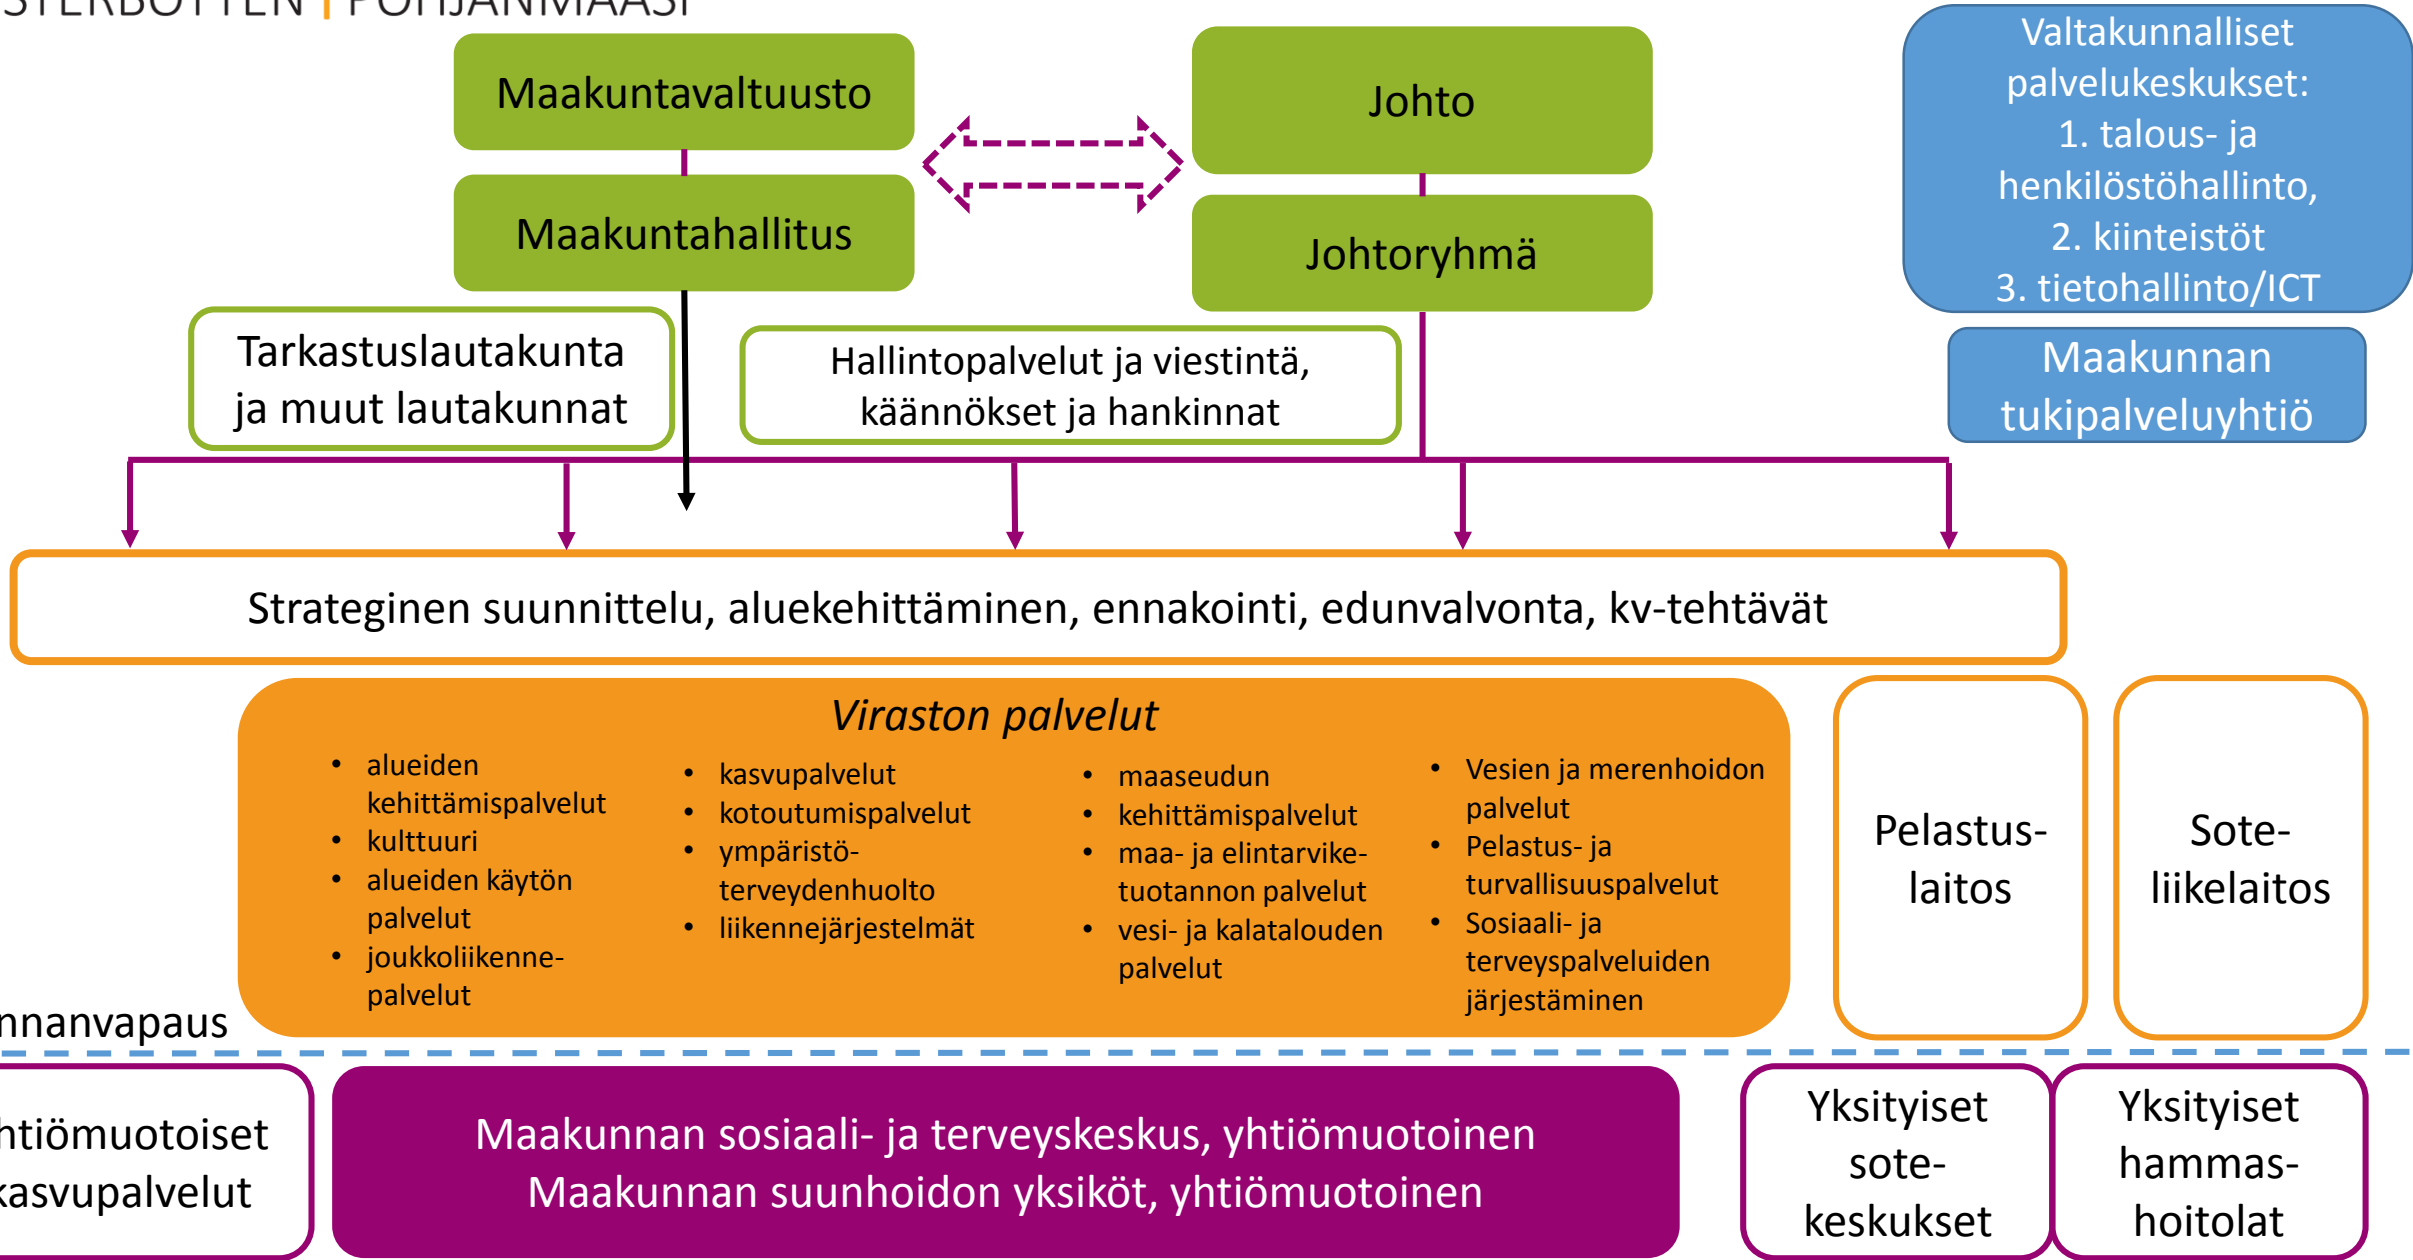 POHJANMAASI
Maakuntavaltuusto
Maakuntahallitus
Johto
Johtoryhmä
Valtakunnalliset
palvelukeskukset:
1. talous- ja
henkilöstöhallinto,
2. kiinteistöt
3. tietohallinto/ICT
Maakunnan
tukipalveluyhtiö
Tarkastuslautakunta
ja muut lautakunnat
Hallintopalvelut ja viestintä,
käännökset ja hankinnat
Strateginen suunnittelu, aluekehittäminen, ennakointi, edunvalvonta, kv-tehtävät
Viraston palvelut
• alueiden
kehittämispalvelut
• kulttuuri
• alueiden käytön
palvelut
• joukkoliikenne-
palvelut
• kasvupalvelut
• kotoutumispalvelut
• ympäristö-
terveydenhuolto
• liikennejärjestelmät
• maaseudun
• kehittämispalvelut
• maa- ja elintarvike-
tuotannon palvelut
• vesi- ja kalatalouden
palvelut
• Vesien ja merenhoidon
palvelut
• Pelastus- ja
turvallisuuspalvelut
• Sosiaali- ja
terveyspalveluiden
järjestäminen
Pelastus-
laitos
Sote-
liikelaitos
nnanvapaus
htiömuotoiset
kasvupalvelut
Maakunnan sosiaali- ja terveyskeskus, yhtiömuotoinen
Maakunnan suunhoidon yksiköt, yhtiömuotoinen
Yksityiset
sote-
keskukset
Yksityiset
hammas-
hoitolat